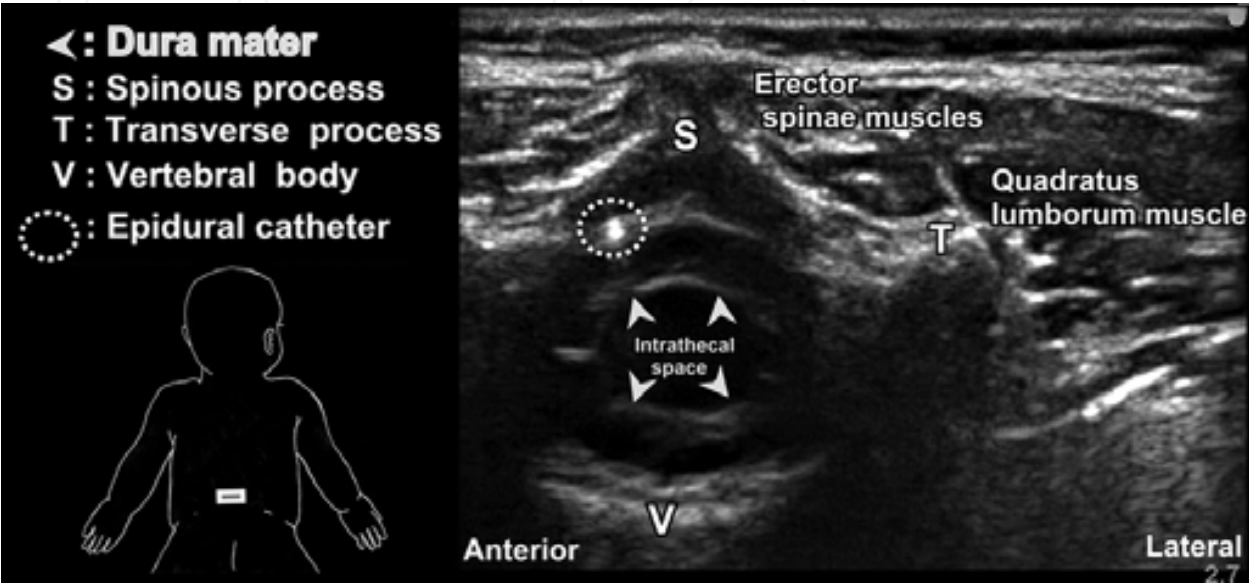 : Dura mater
S : Spinous process
T : Transverse process
V : Vertebral body
: Epidural catheter
Erector
spinae muscles
S
Quadratus
lumborum muscle
T
Intrathecal
space
V
Anterior
Lateral
2.7